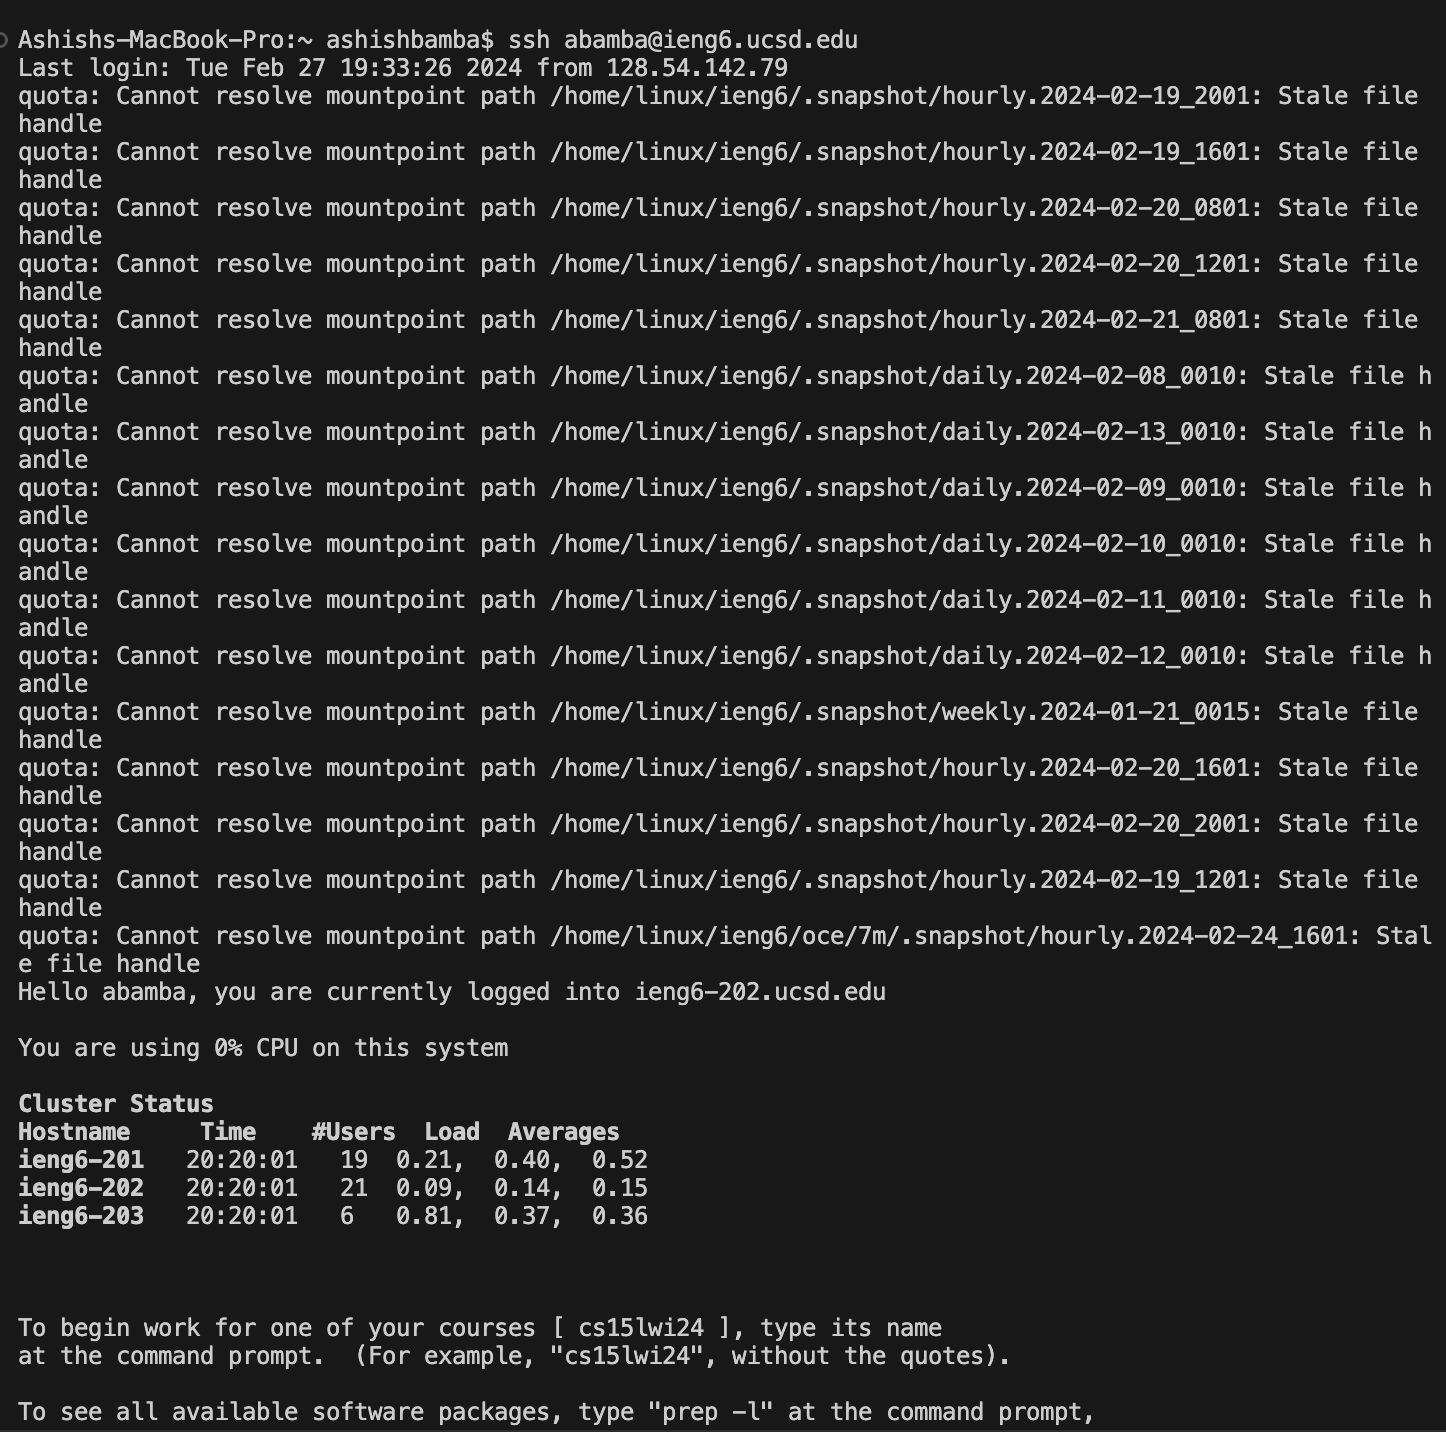 Ashishs-MacBook-Pro:~ ashishbamba$ ssh abamba@ieng6.ucsd.edu
Last login: Tue Feb 27 19:33:26 2024 from 128.54.142.79
quota: Cannot resolve mountpoint path /home/linux/ieng6/.snapshot/hourly.2024-02-19_2001: Stale file
handle
quota: Cannot resolve mountpoint path /home/linux/ieng6/.snapshot/hourly.2024-02-19_1601: Stale file
handle
quota: Cannot resolve mountpoint path /home/linux/ieng6/.snapshot/hourly.2024-02-20_0801: Stale file
handle
quota: Cannot resolve mountpoint path /home/linux/ieng6/.snapshot/hourly.2024-02-20_1201: Stale file
handle
quota: Cannot resolve mountpoint path /home/linux/ieng6/.snapshot/hourly.2024-02-21_0801: Stale file
handle
quota: Cannot resolve mountpoint path /home/linux/ieng6/.snapshot/daily.2024-02-08_0010: Stale file h
andle
quota: Cannot resolve mountpoint path /home/linux/ieng6/.snapshot/daily.2024-02-13_0010: Stale file h
andle
quota: Cannot resolve mountpoint path /home/linux/ieng6/.snapshot/daily.2024-02-09_0010: Stale file h
andle
quota: Cannot resolve mountpoint path /home/linux/ieng6/.snapshot/daily.2024-02-10_0010: Stale file h
andle
quota: Cannot resolve mountpoint path /home/linux/ieng6/.snapshot/daily.2024-02-11_0010: Stale file h
andle
quota: Cannot resolve mountpoint path /home/linux/ieng6/.snapshot/daily.2024-02-12_0010: Stale file h
andle
quota: Cannot resolve mountpoint path /home/linux/ieng6/.snapshot/weekly.2024-01-21_0015: Stale file
handle
quota: Cannot resolve mountpoint path /home/linux/ieng6/.snapshot/hourly.2024-02-20_1601: Stale file
handle
quota: Cannot resolve mountpoint path /home/linux/ieng6/.snapshot/hourly.2024-02-20_2001: Stale file
handle
quota: Cannot resolve mountpoint path /home/linux/ieng6/.snapshot/hourly.2024-02-19_1201: Stale file
handle
quota: Cannot resolve mountpoint path /home/linux/ieng6/oce/7m/.snapshot/hourly.2024-02-24_1601: Stal
e file handle
Hello abamba, you are currently logged into ieng6-202.ucsd.edu
You are using 0% CPU on this system
Cluster Status
Hostname     Time    #Users  Load  Averages
ieng6-201   20:20:01   19  0.21,  0.40,  0.52
ieng6-202   20:20:01   21  0.09,  0.14,  0.15
ieng6-203   20:20:01   6   0.81,  0.37,  0.36
To begin work for one of your courses [ cs15lwi24 ], type its name
at the command prompt.  (For example, "cs15lwi24", without the quotes).
To see all available software packages, type "prep -l" at the command prompt,